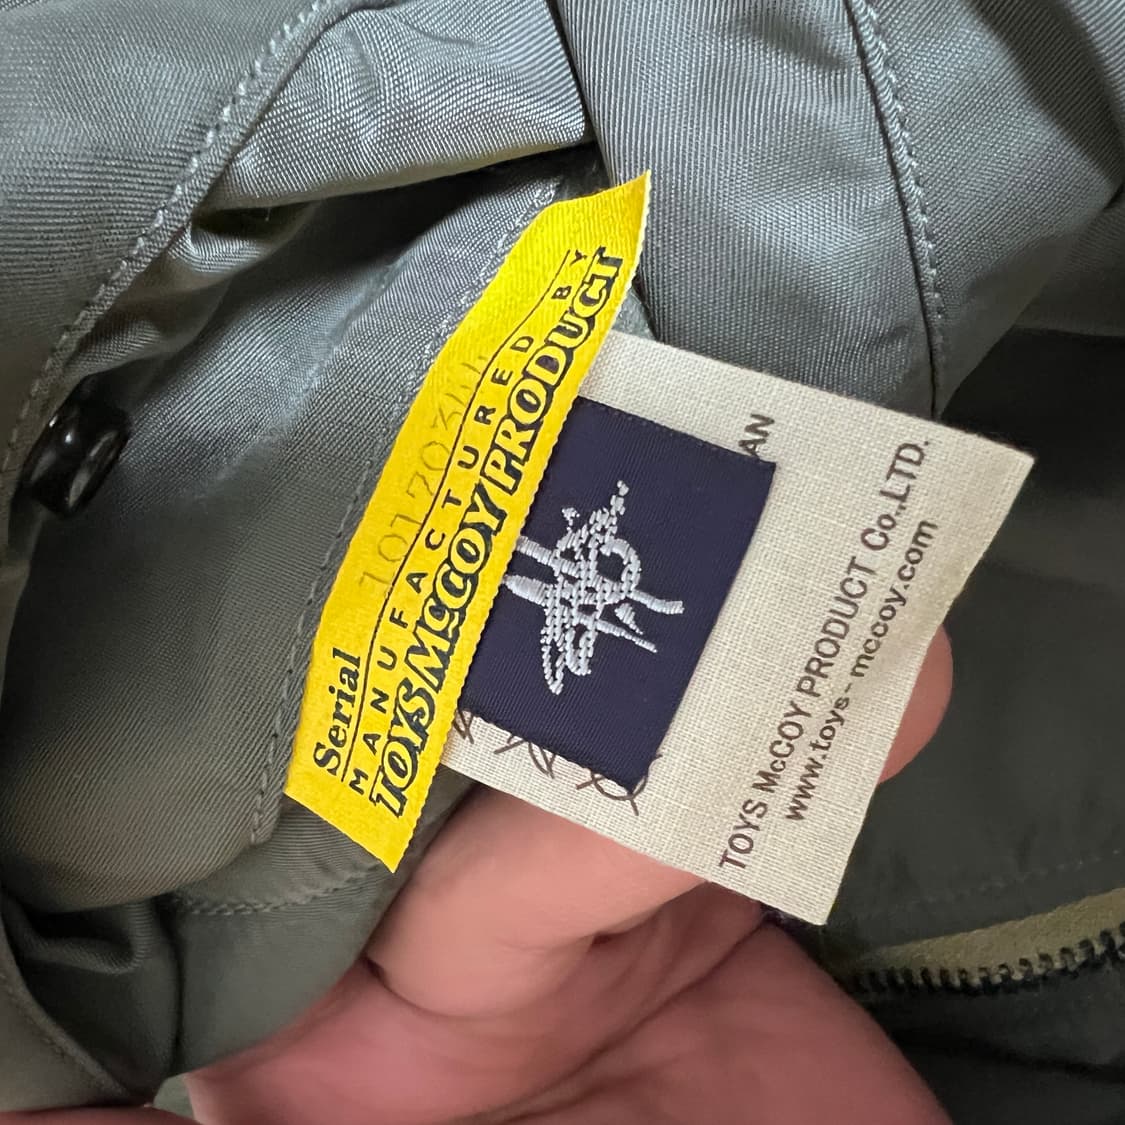 Serial
MANUFACTURED BY
TOYS McCOY PRODUCT
AN
TOYS McCOY PRODUCT Co.,LTD.
www.toys-mccoy.com